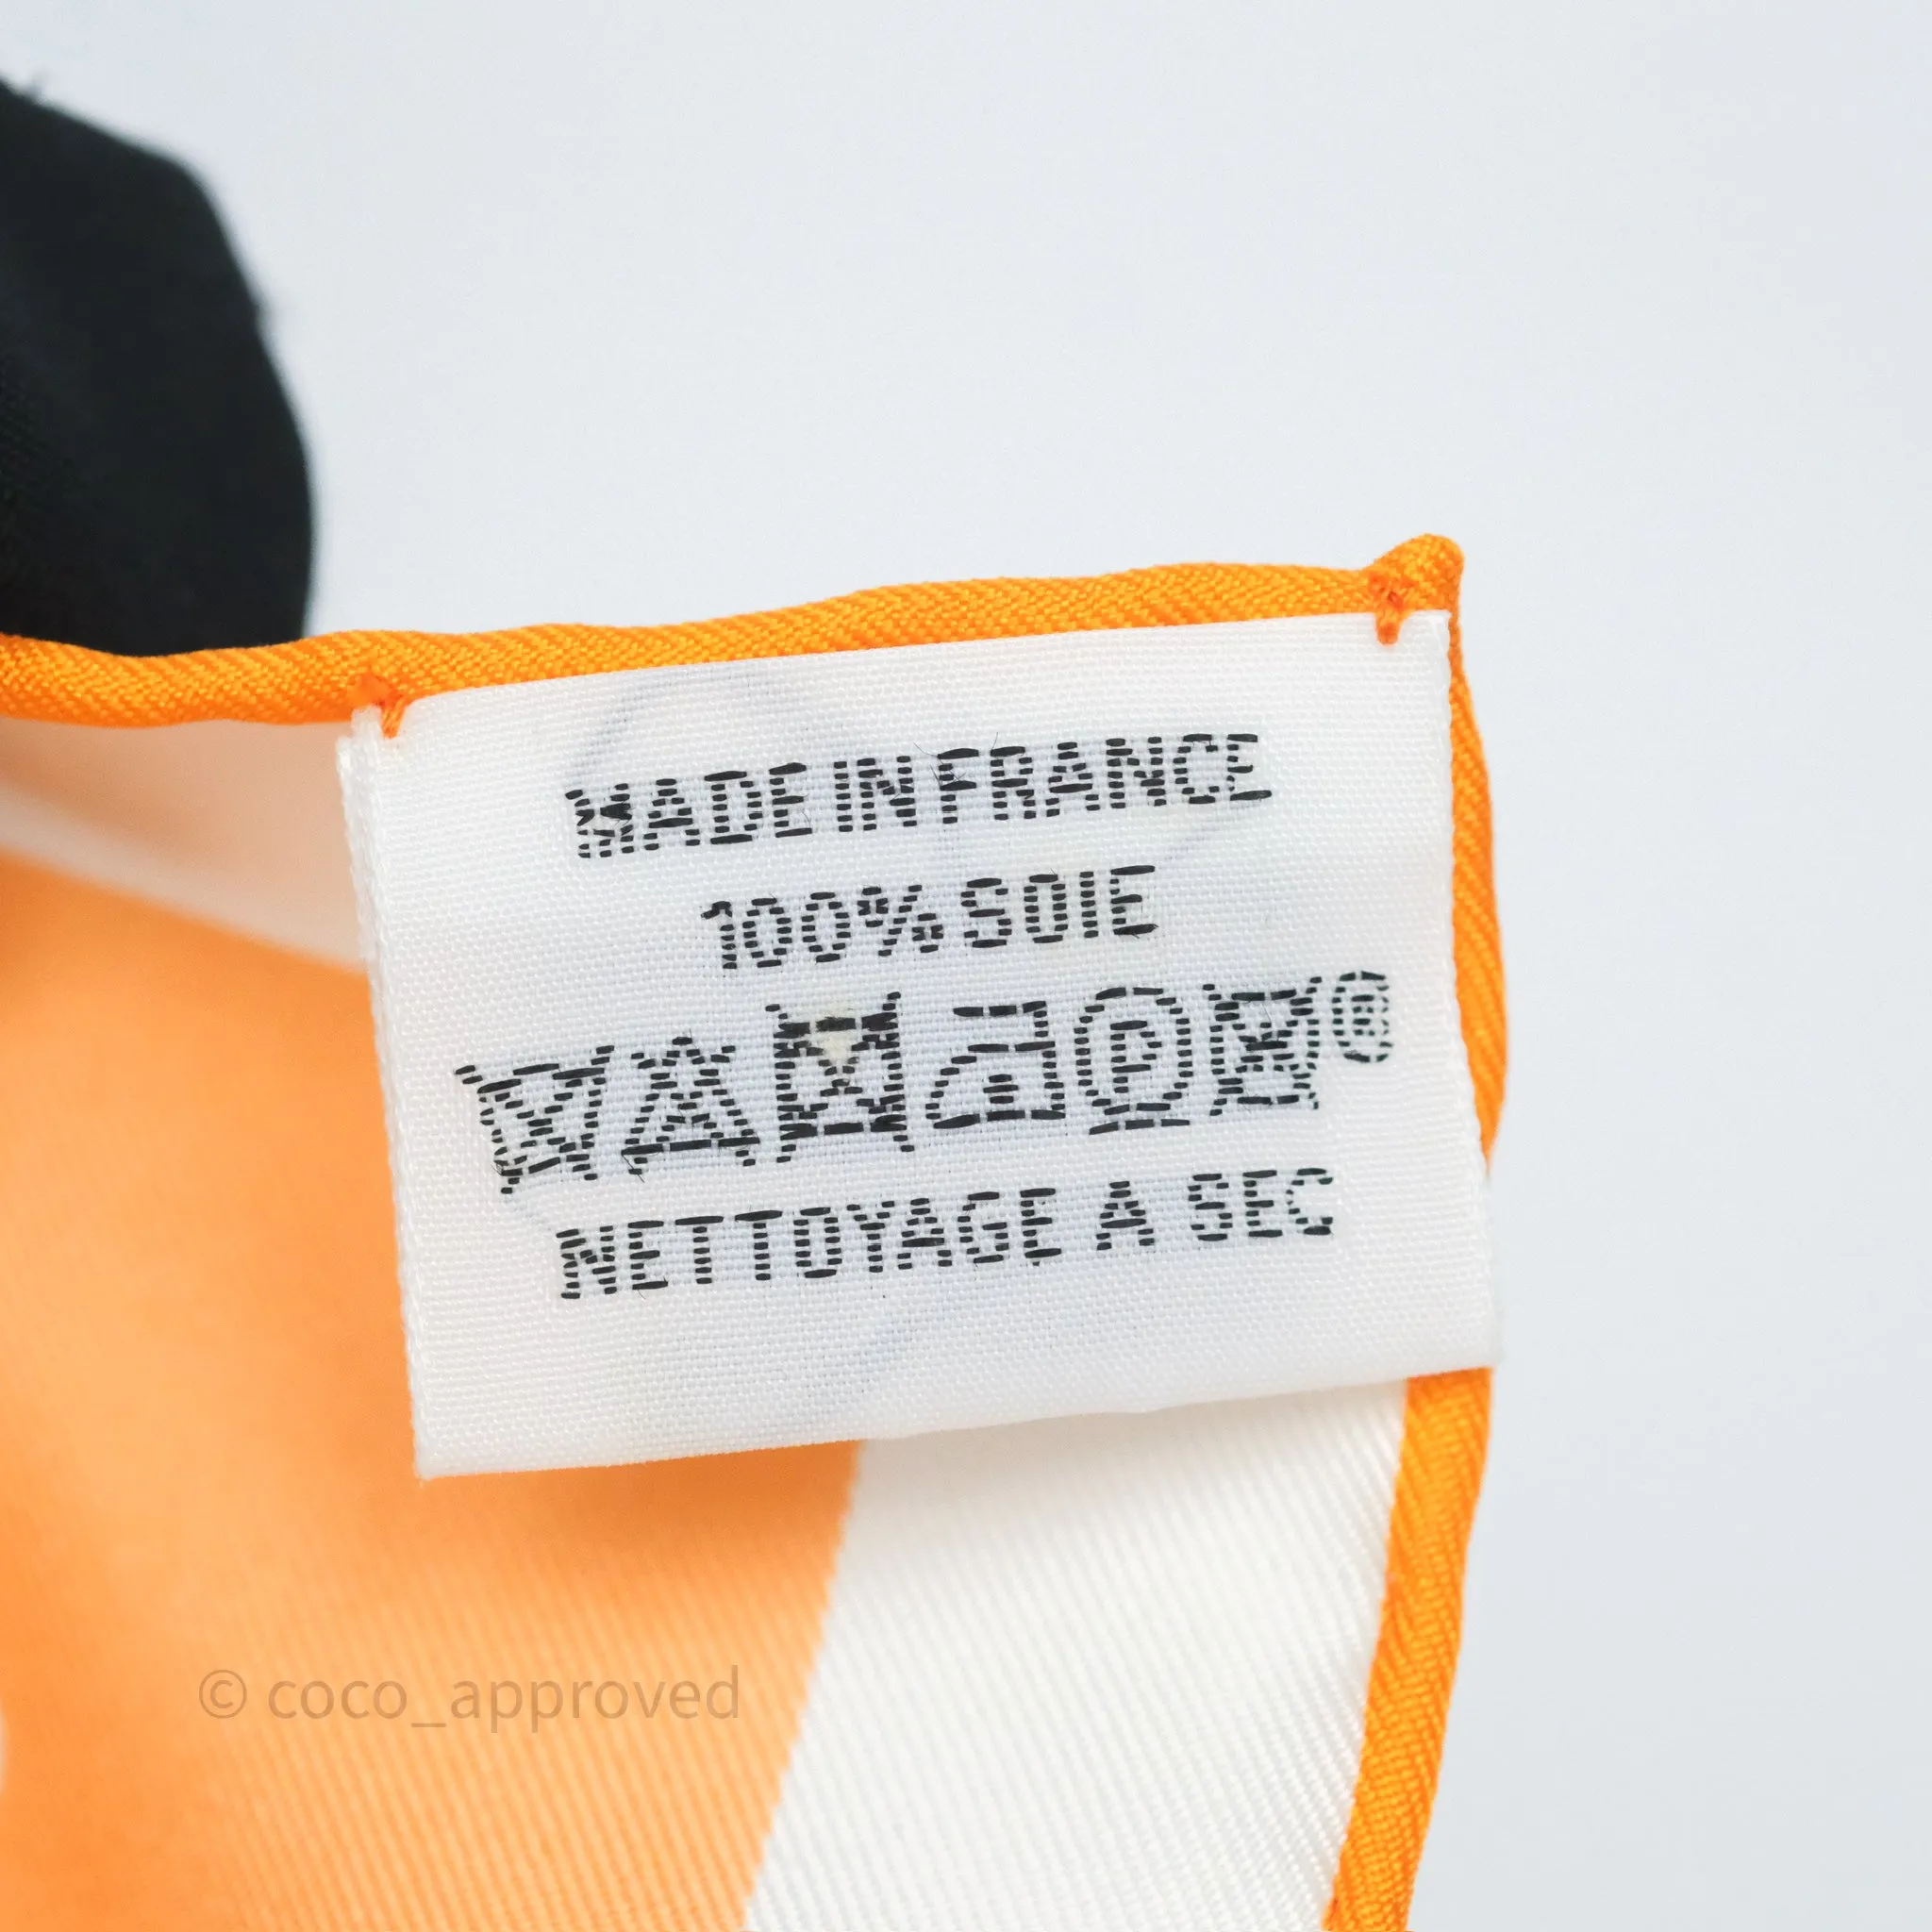 MADE IN FRANCE
100% SOIE
P ®
NETTOYAGE A SEC
© coco_approved